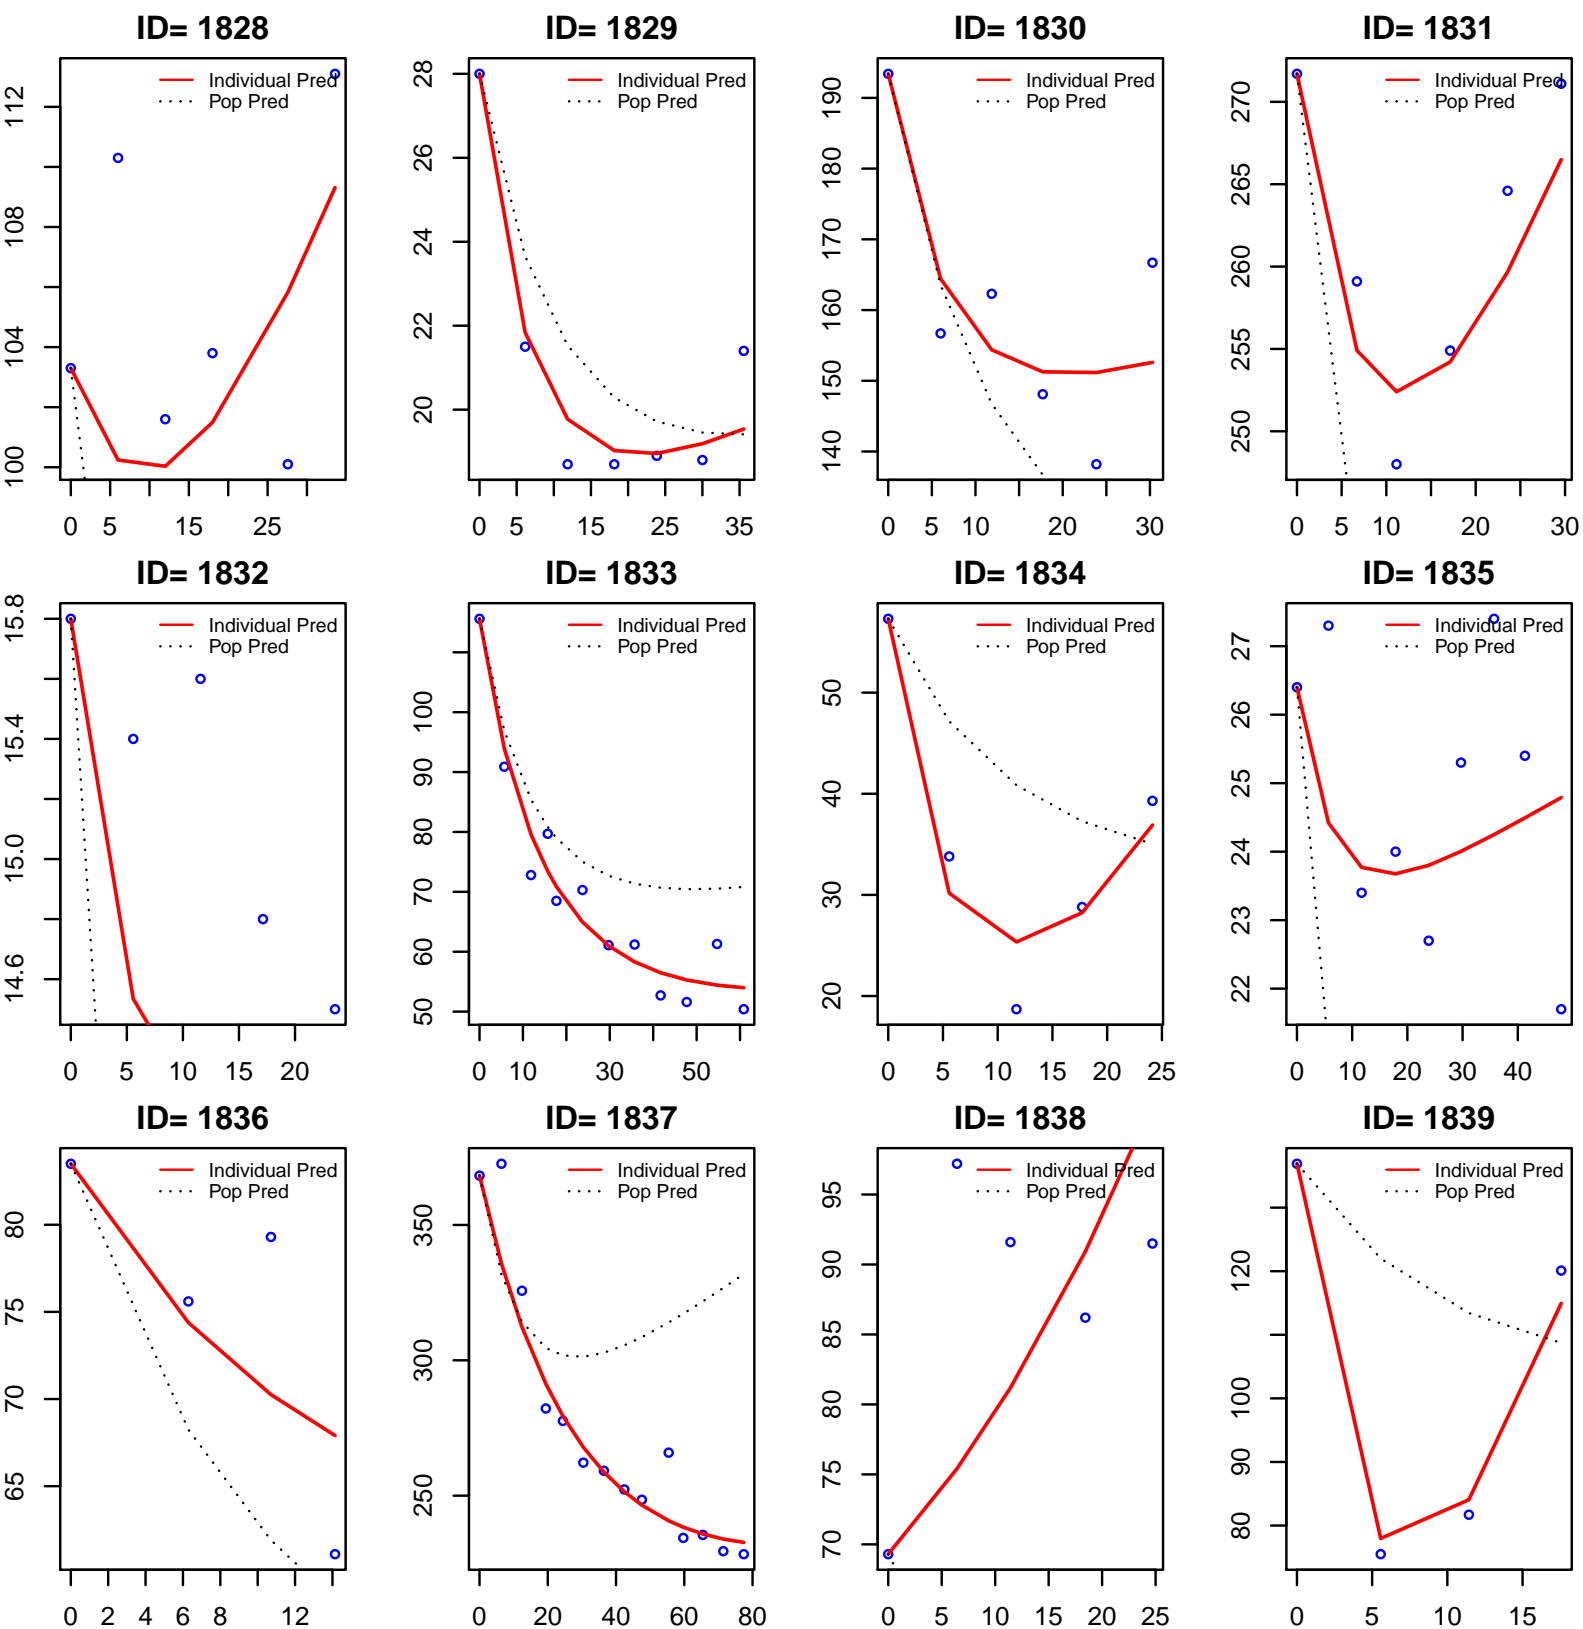 ID= 1828
Individual Pred
Pop Pred
100 104 108 112
0 5 15 25
ID= 1829
Individual Pred
Pop Pred
20 22 24 26 28
0 5 15 25 35
ID= 1830
Individual Pred
Pop Pred
140 150 160 170 180 190
0 5 10 20 30
ID= 1831
Individual Pred
Pop Pred
250 255 260 265 270
0 5 10 20 30
ID= 1832
Individual Pred
Pop Pred
14.6 15.0 15.4 15.8
0 5 10 15 20
ID= 1833
Individual Pred
Pop Pred
50 60 70 80 90 100
0 10 30 50
ID= 1834
Individual Pred
Pop Pred
20 30 40 50
0 5 10 15 20 25
ID= 1835
Individual Pred
Pop Pred
22 23 24 25 26 27
0 10 20 30 40
ID= 1836
Individual Pred
Pop Pred
65 70 75 80
0 2 4 6 8 12
ID= 1837
Individual Pred
Pop Pred
250 300 350
0 20 40 60 80
ID= 1838
Individual Pred
Pop Pred
70 75 80 85 90 95
0 5 10 15 20 25
ID= 1839
Individual Pred
Pop Pred
80 90 100 120
0 5 10 15